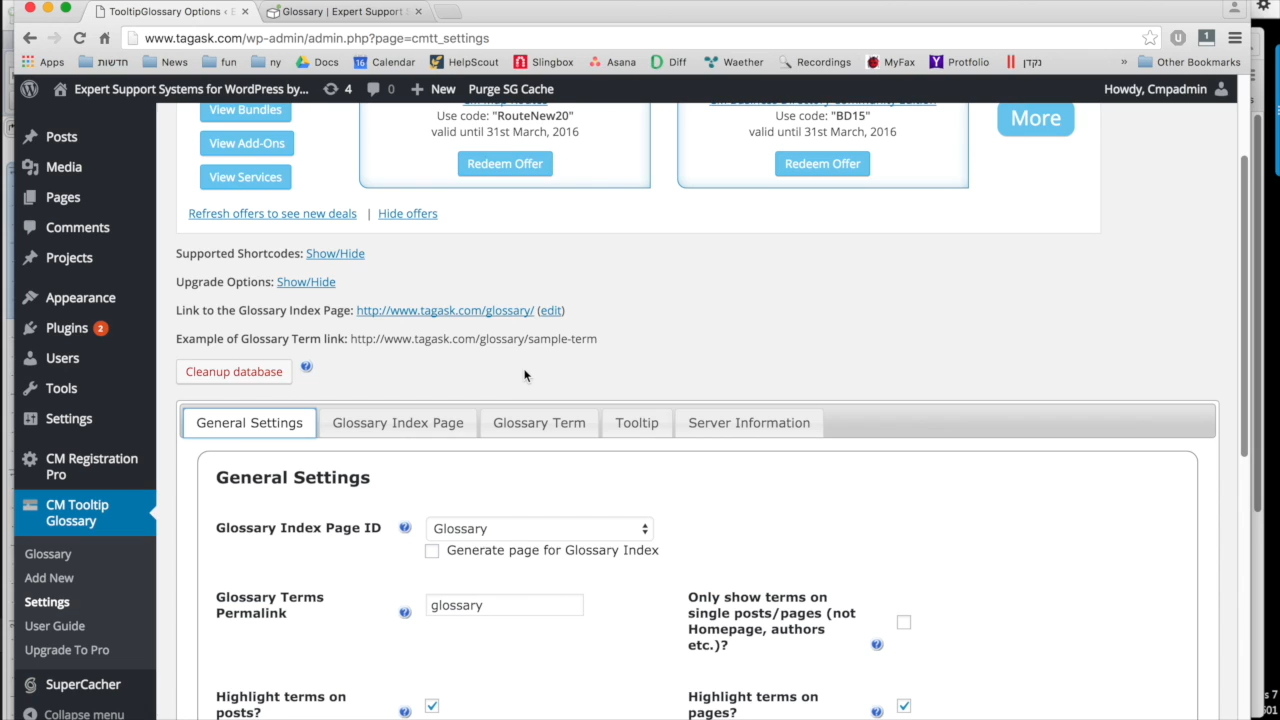 TooltipGlossary Options ‹ E
Glossary | Expert Support S
www.tagask.com/wp-admin/admin.php?page=cmtt_settings
1
Apps חדשות News fun ny Docs 16 Calendar HelpScout Slingbox Asana Diff Waether Recordings MyFax Protfolio נקדן » Other Bookmarks
Expert Support Systems for WordPress by... 4 0 New Purge SG Cache Howdy, Cmpadmin
Posts
Media
Pages
Comments
Projects
Appearance
Plugins 2
Users
Tools
Settings
CM Registration
Pro
CM Tooltip
Glossary
Glossary
Add New
Settings
User Guide
Upgrade To Pro
SuperCacher
Collapse menu
View Bundles
View Add-Ons
View Services
Use code: "RouteNew20"
valid until 31st March, 2016
Redeem Offer
CM Business Directory Community Edition
Use code: "BD15"
valid until 31st March, 2016
Redeem Offer
More
Refresh offers to see new deals | Hide offers
Supported Shortcodes: Show/Hide
Upgrade Options: Show/Hide
Link to the Glossary Index Page: http://www.tagask.com/glossary/ (edit)
Example of Glossary Term link: http://www.tagask.com/glossary/sample-term
Cleanup database
General Settings Glossary Index Page Glossary Term Tooltip Server Information
General Settings
Glossary Index Page ID
Glossary
Generate page for Glossary Index
Glossary Terms
Permalink
glossary
Only show terms on
single posts/pages (not
Homepage, authors
etc.)?
Highlight terms on
posts?
Highlight terms on
pages?